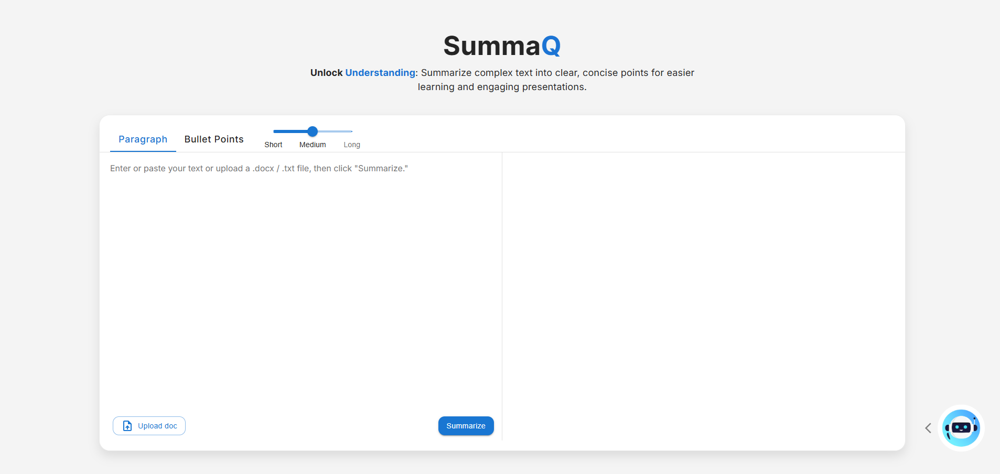 SummaQ
Unlock Understanding: Summarize complex text into clear, concise points for easier
learning and engaging presentations.
Paragraph
Bullet Points
Short
Medium
Long
Enter or paste your text or upload a .docx / .txt file, then click "Summarize."
Upload doc
Summarize